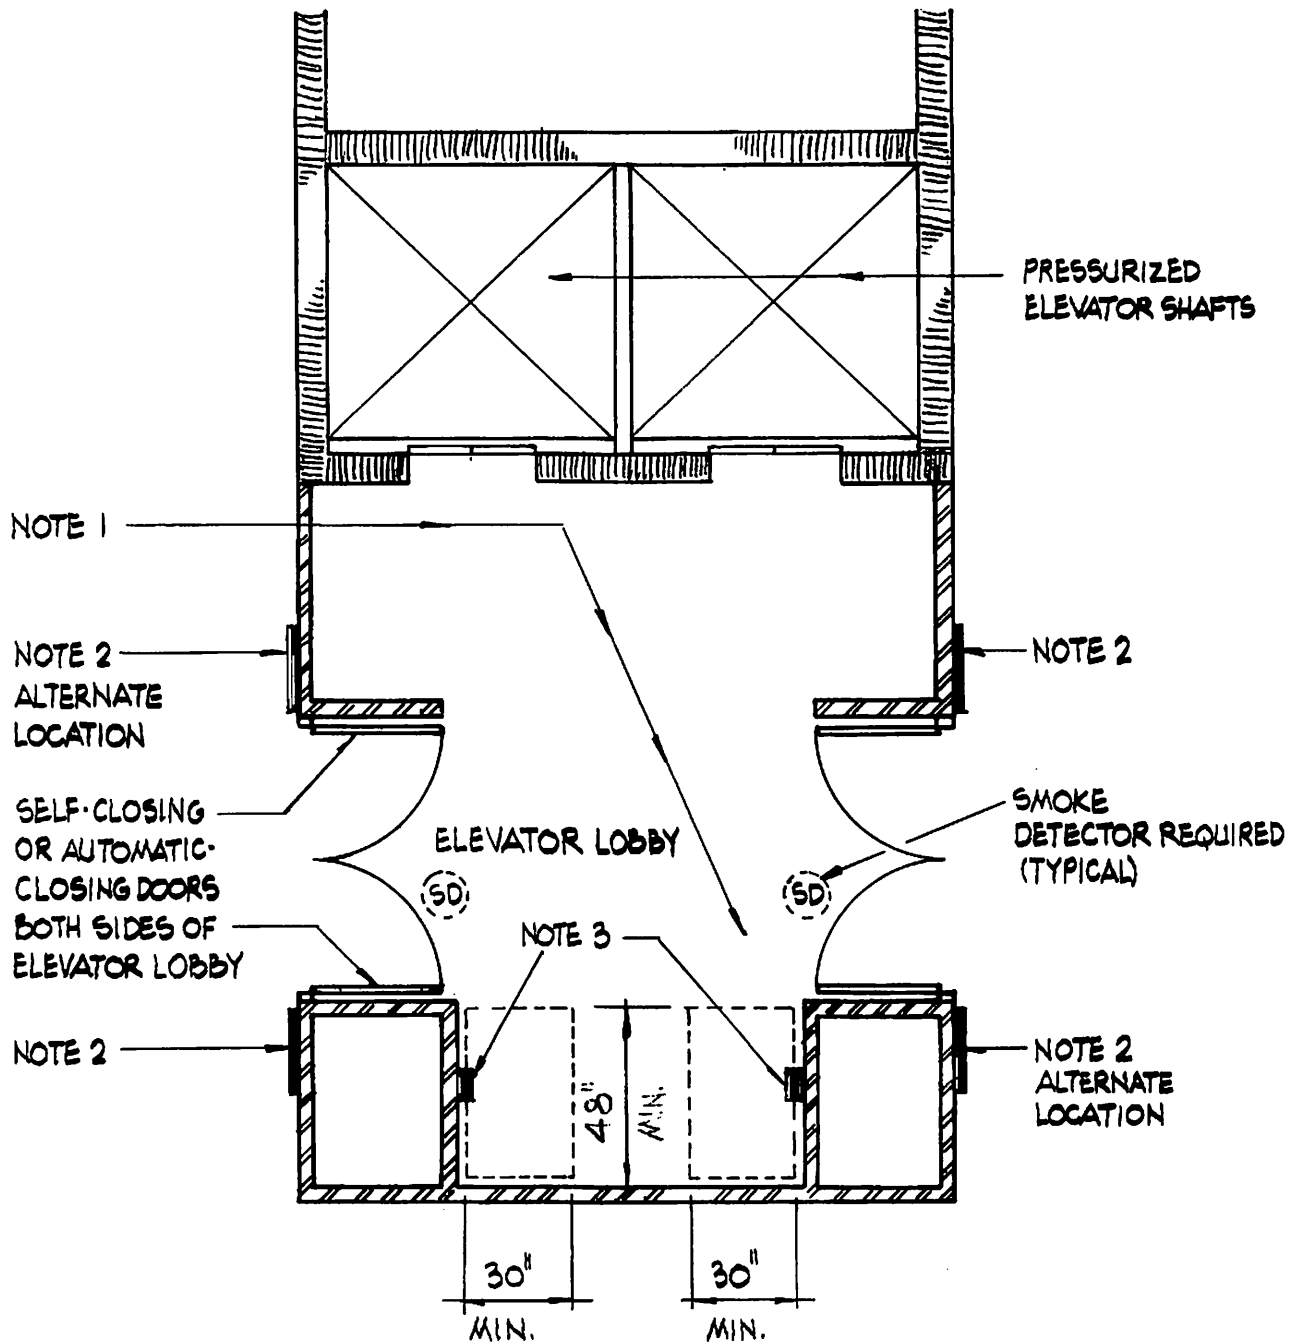 PRESSURIZED
ELEVATOR SHAFTS
NOTE 1
NOTE 2
ALTERNATE
LOCATION
NOTE 2
SELF-CLOSING
OR AUTOMATIC-
CLOSING DOORS
BOTH SIDES OF
ELEVATOR LOBBY
ELEVATOR LOBBY
SMOKE
DETECTOR REQUIRED
(TYPICAL)
SD
SD
NOTE 3
NOTE 2
48" MIN.
NOTE 2
ALTERNATE
LOCATION
30"
MIN.
30"
MIN.